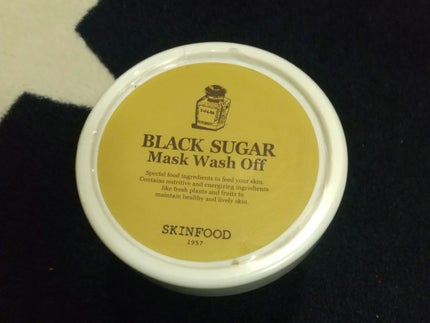 BLACK SUGAR
Mask Wash Off
Special food ingredients to feed your skin.
Contains nutritive and energizing ingredients
like fresh plants and fruits to
maintain healthy and lively skin.
SKINFOOD
1957